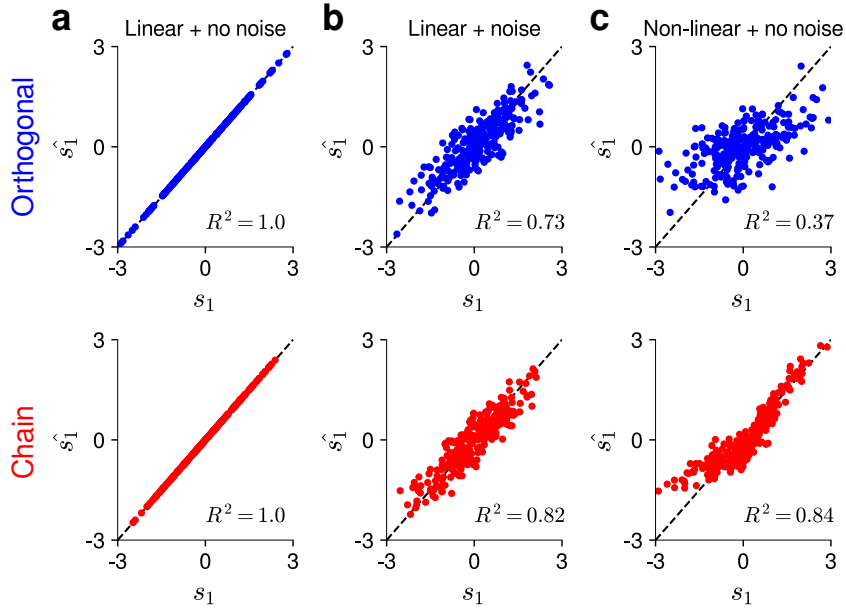 a b c
Linear + no noise Linear + noise Non-linear + no noise
Orthogonal
3 3 3
ŝ₁ 0 ŝ₁ 0 ŝ₁ 0
R² = 1.0 R² = 0.73 R² = 0.37
-3 -3 -3
-3 0 3 -3 0 3 -3 0 3
s₁ s₁ s₁
Chain
3 3 3
ŝ₁ 0 ŝ₁ 0 ŝ₁ 0
R² = 1.0 R² = 0.82 R² = 0.84
-3 -3 -3
-3 0 3 -3 0 3 -3 0 3
s₁ s₁ s₁